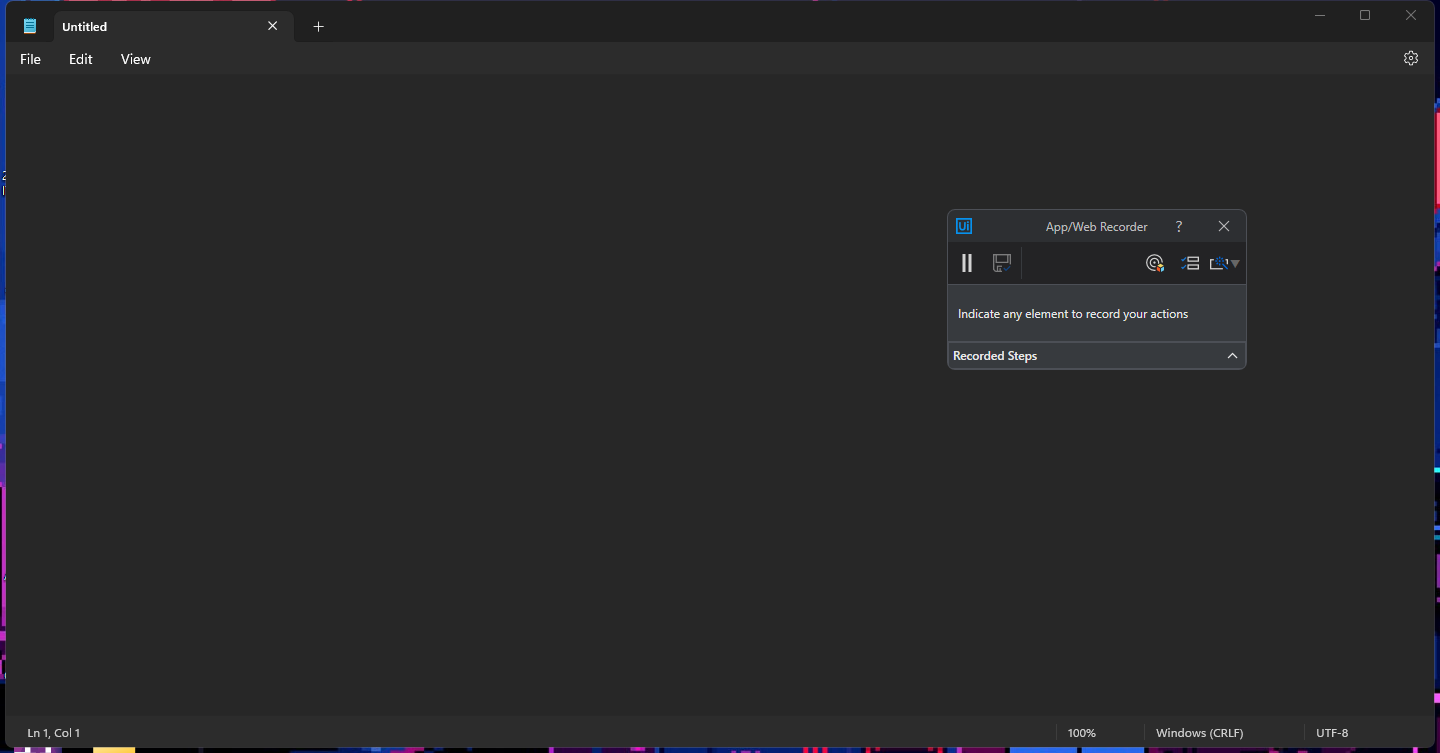 Untitled
File Edit View
Ui App/Web Recorder ?
Indicate any element to record your actions
Recorded Steps
Ln 1, Col 1 100% Windows (CRLF) UTF-8